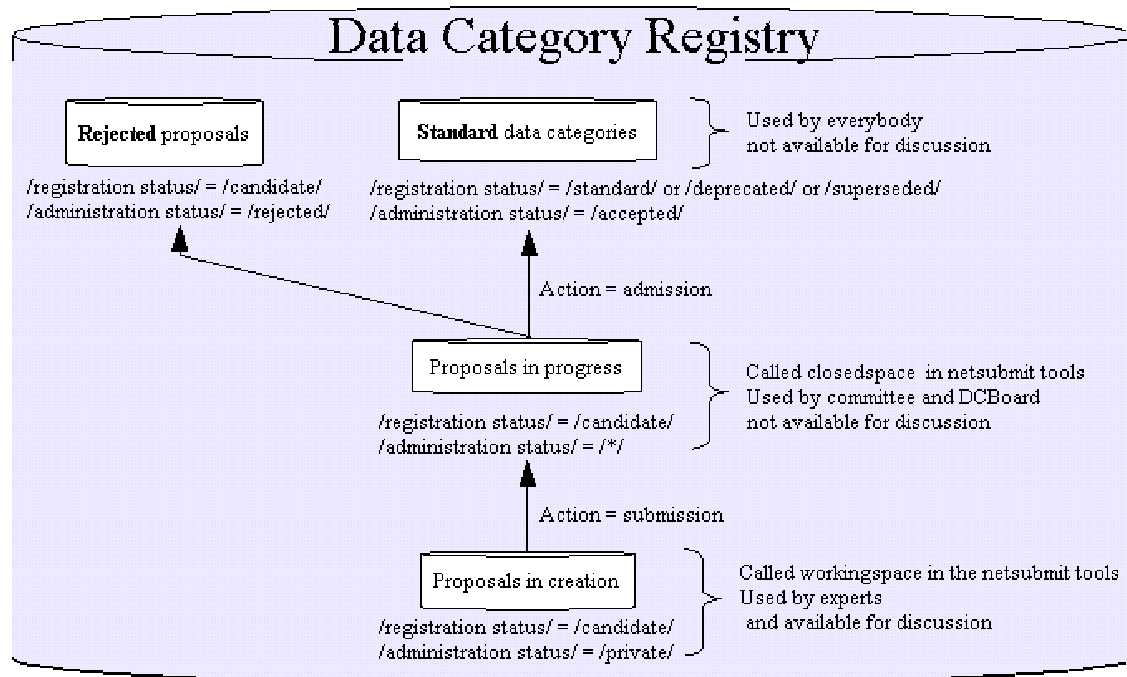 Data Category Registry
Rejected proposals
/registration status/ = /candidate/
/administration status/ = /rejected/
Standard data categories
/registration status/ = /standard/ or /deprecated/ or /superseded/
/administration status/ = /accepted/
Used by everybody
not available for discussion
Action = admission
Proposals in progress
/registration status/ = /candidate/
/administration status/ = /*/
Called closedspace in netsubmit tools
Used by committee and DCBoard
not available for discussion
Action = submission
Proposals in creation
/registration status/ = /candidate/
/administration status/ = /private/
Called workingspace in the netsubmit tools
Used by experts
and available for discussion